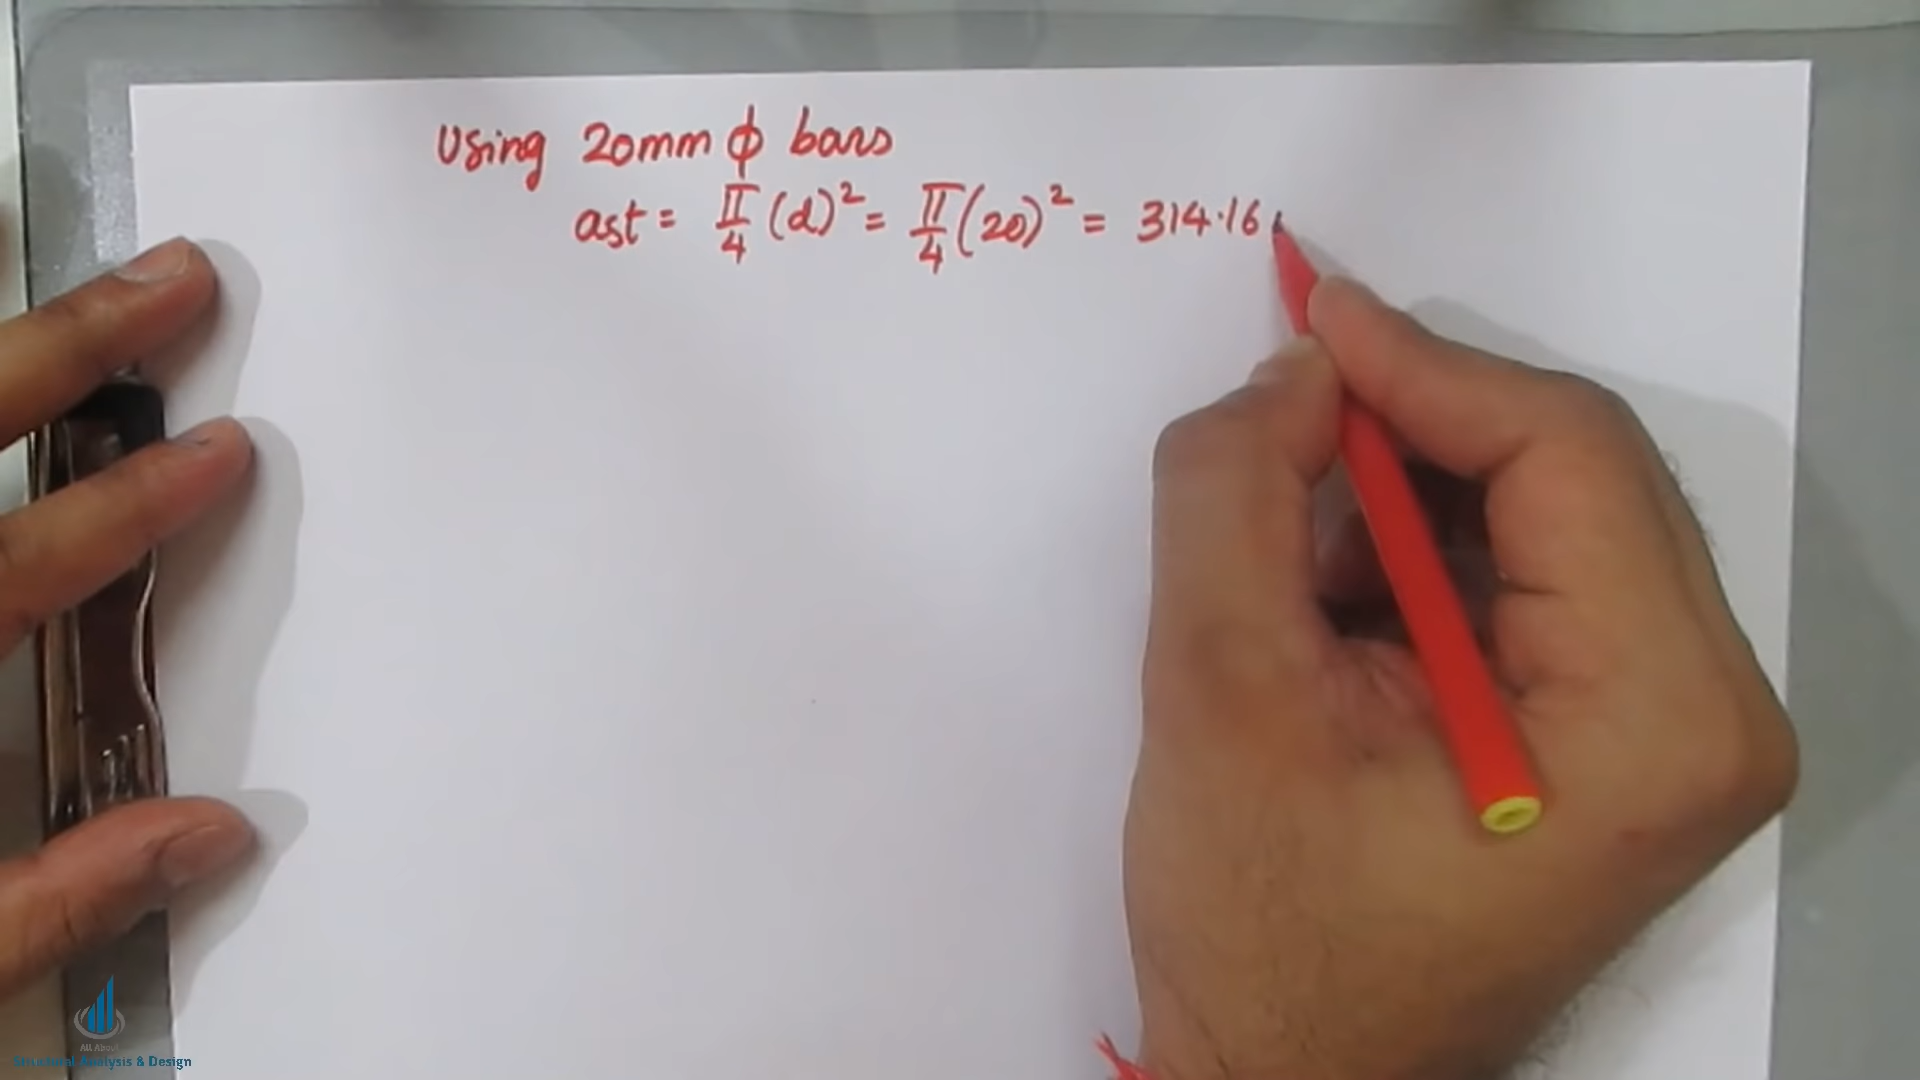 Using 20mm ϕ bars
ast = π/4 (d)² = π/4 (20)² = 314.16
All About
Structural Analysis & Design